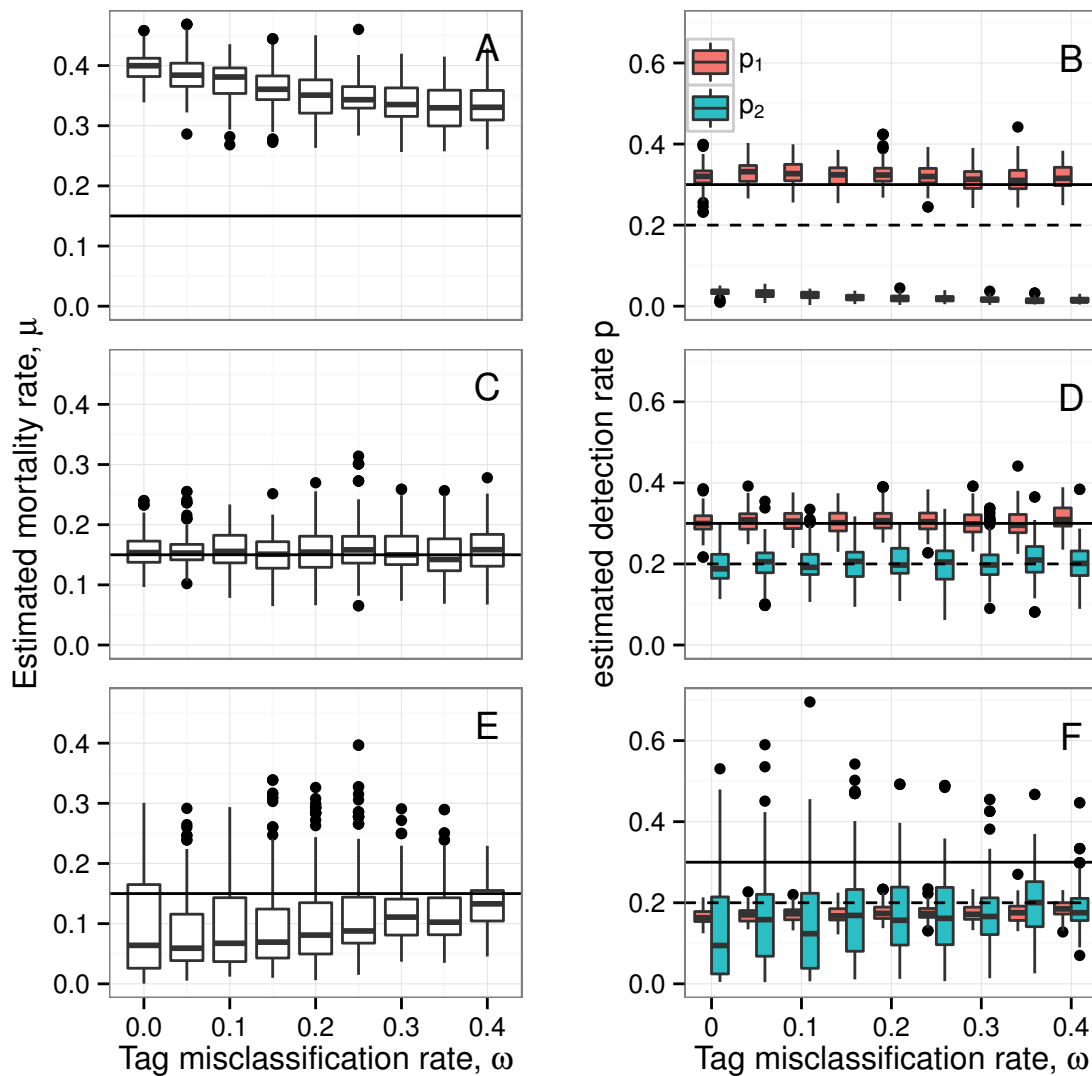 A
0.4
0.3
0.2
0.1
0.0
B
p1
p2
0.6
0.4
0.2
0.0
C
0.4
0.3
0.2
0.1
0.0
D
0.6
0.4
0.2
0.0
E
0.4
0.3
0.2
0.1
0.0
F
0.6
0.4
0.2
0.0
Estimated mortality rate, μ
estimated detection rate p
0.0 0.1 0.2 0.3 0.4
Tag misclassification rate, ω
0 0.1 0.2 0.3 0.4
Tag misclassification rate, ω